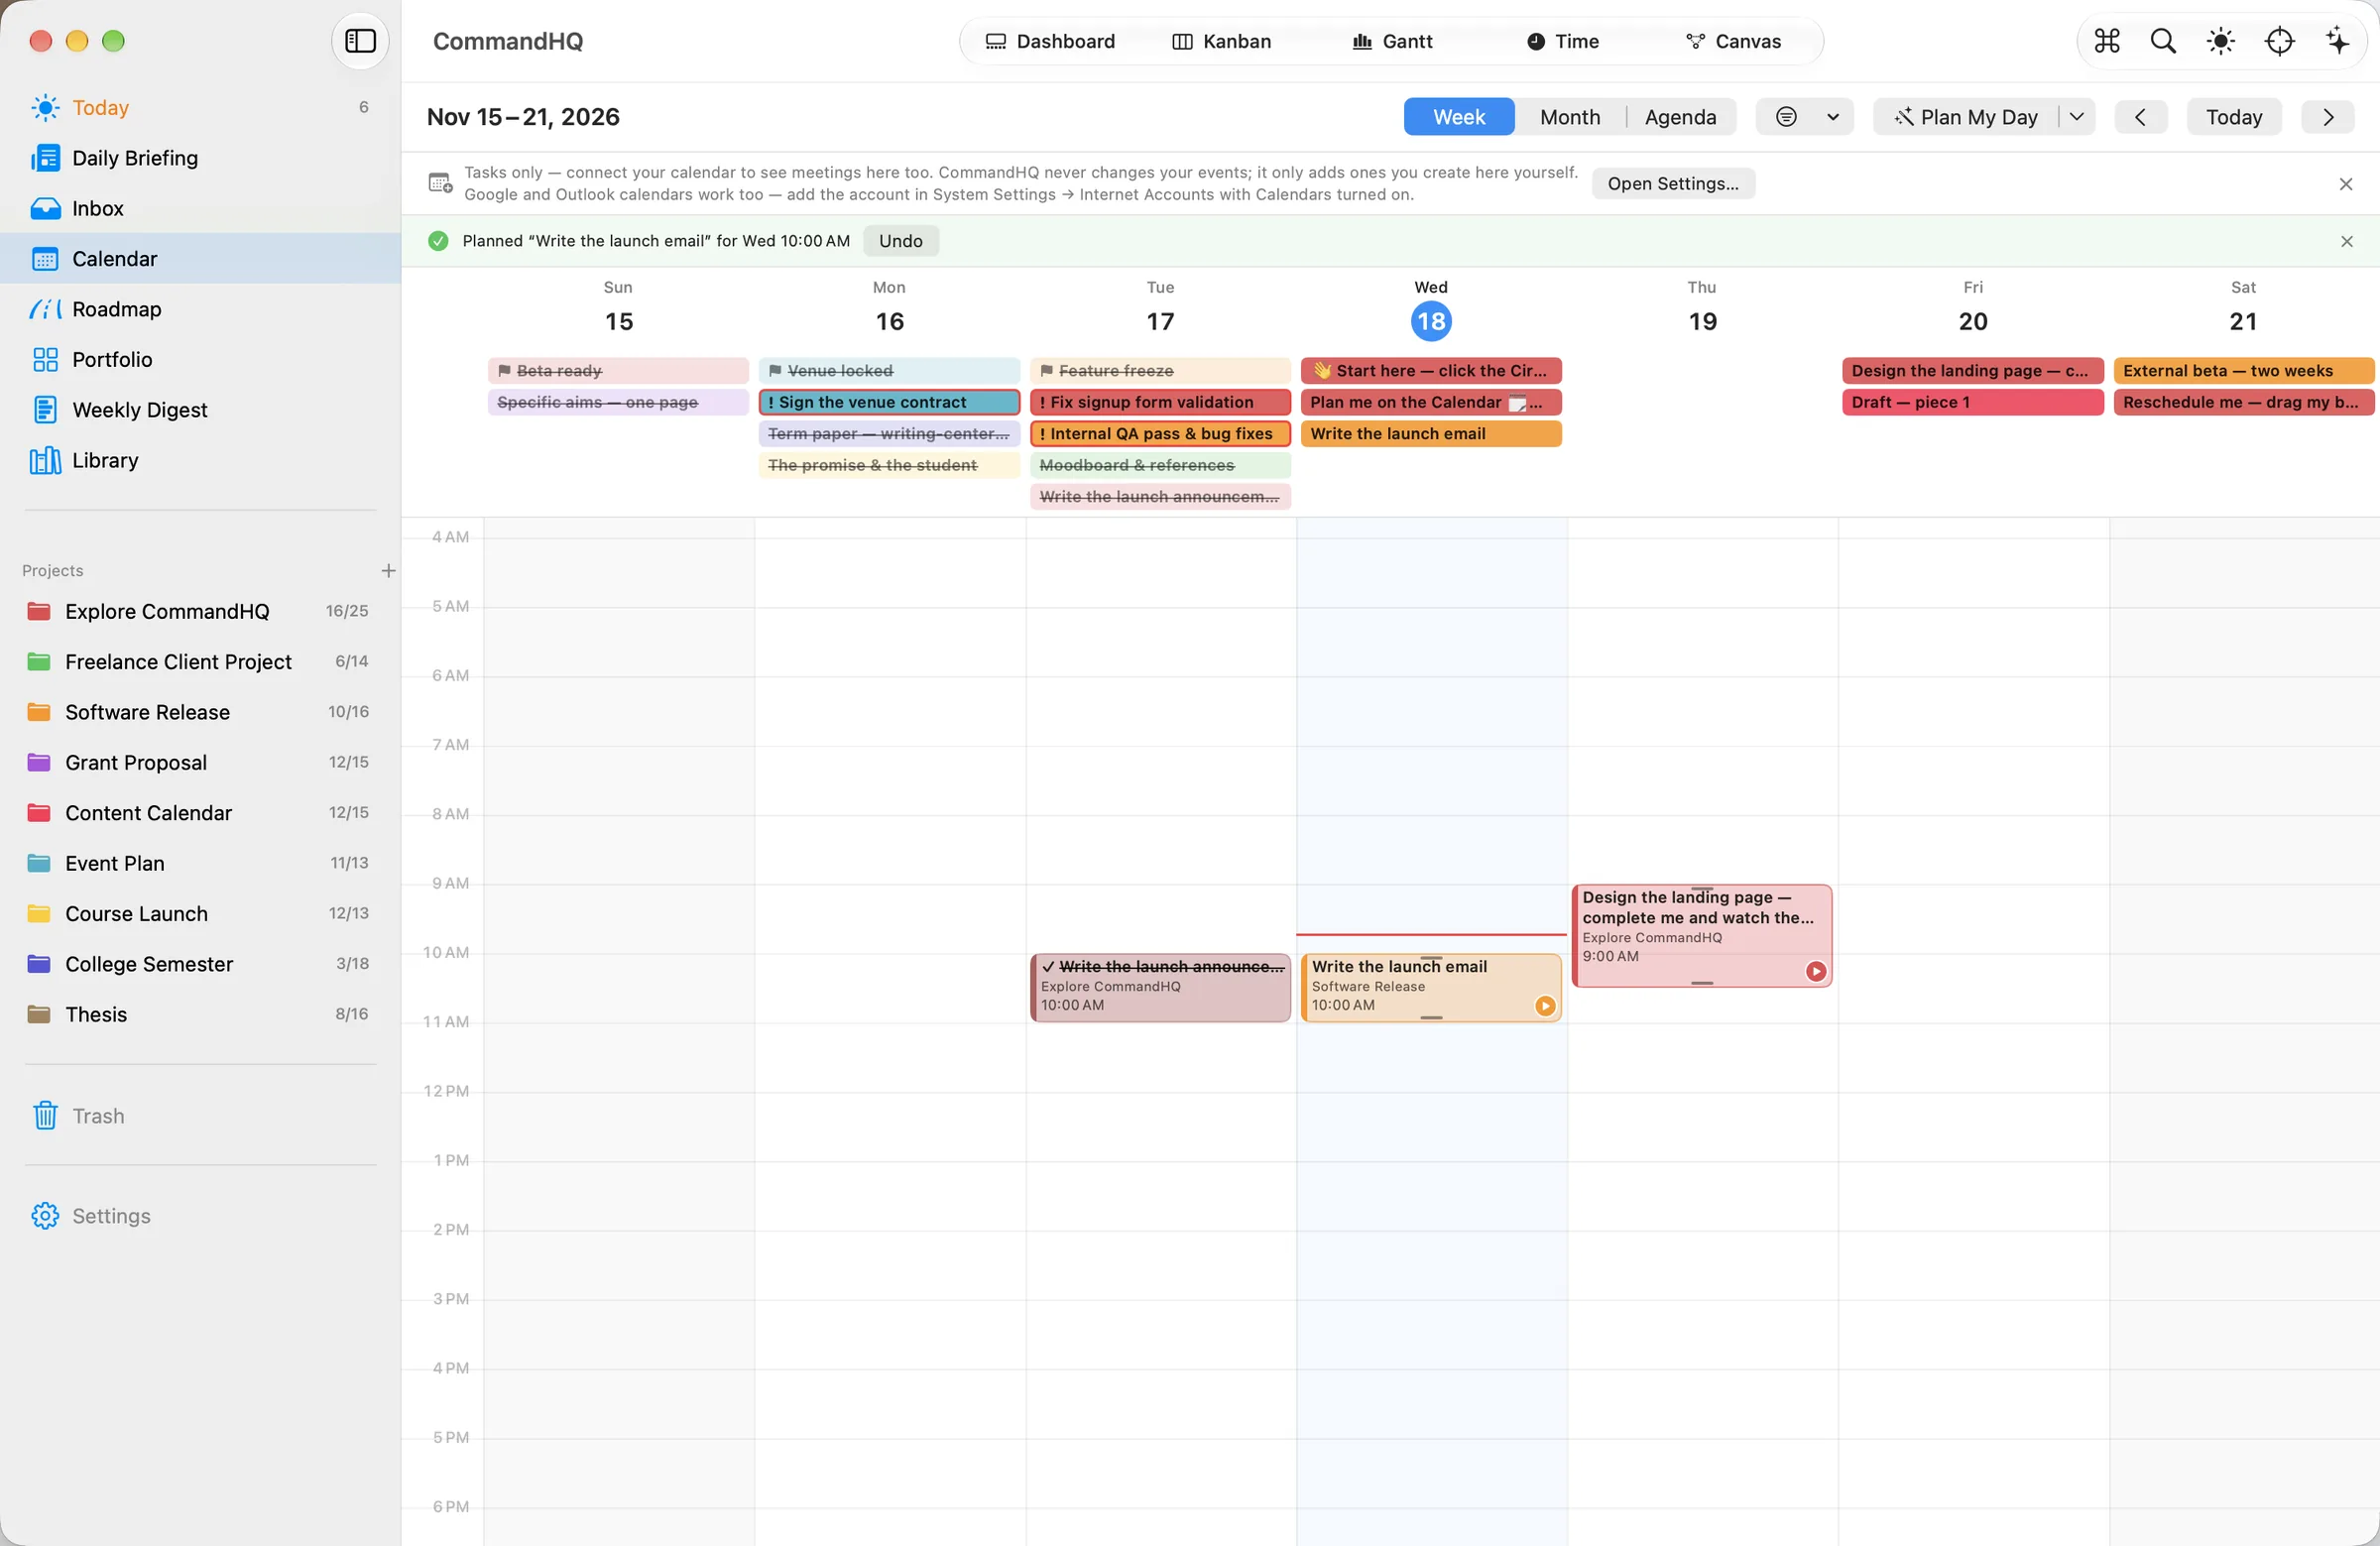 CommandHQ
Dashboard
Kanban
Gantt
Time
Canvas
Today 6
Daily Briefing
Inbox
Calendar
Roadmap
Portfolio
Weekly Digest
Library
Projects
Explore CommandHQ 16/25
Freelance Client Project 6/14
Software Release 10/16
Grant Proposal 12/15
Content Calendar 12/15
Event Plan 11/13
Course Launch 12/13
College Semester 3/18
Thesis 8/16
Trash
Settings
Nov 15–21, 2026
Week
Month
Agenda
Plan My Day
Today
Tasks only — connect your calendar to see meetings here too. CommandHQ never changes your events; it only adds ones you create here yourself.
Google and Outlook calendars work too — add the account in System Settings → Internet Accounts with Calendars turned on.
Open Settings...
Planned “Write the launch email” for Wed 10:00 AM
Undo
Sun
15
Mon
16
Tue
17
Wed
18
Thu
19
Fri
20
Sat
21
Beta ready
Specific aims — one page
Venue locked
! Sign the venue contract
Term paper — writing-center...
The promise & the student
Feature freeze
! Fix signup form validation
! Internal QA pass & bug fixes
Moodboard & references
Write the launch announcem...
👋 Start here — click the Cir...
Plan me on the Calendar 🗓️...
Write the launch email
Design the landing page — c...
Draft — piece 1
External beta — two weeks
Reschedule me — drag my b...
4 AM
5 AM
6 AM
7 AM
8 AM
9 AM
10 AM
11 AM
12 PM
1 PM
2 PM
3 PM
4 PM
5 PM
6 PM
✓ Write the launch announce...
Explore CommandHQ
10:00 AM
Write the launch email
Software Release
10:00 AM
Design the landing page —
complete me and watch the...
Explore CommandHQ
9:00 AM